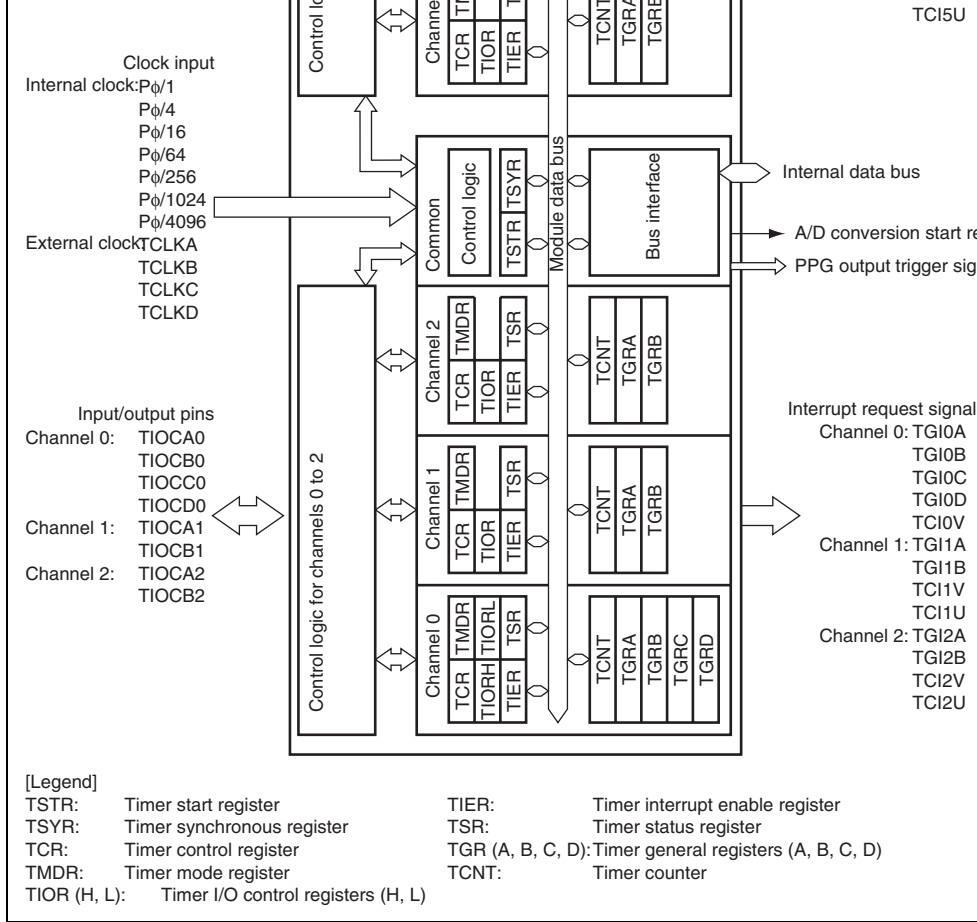 Control lo
Channe
TCR
TIOR
TIER
TCNT
TGRA
TGRB
TCI5U
Clock input
Internal clock: Pϕ/1
Pϕ/4
Pϕ/16
Pϕ/64
Pϕ/256
Pϕ/1024
Pϕ/4096
External clock: TCLKA
TCLKB
TCLKC
TCLKD
Common
Control logic
TSTR TSYR
Module data bus
Bus interface
Internal data bus
A/D conversion start re
PPG output trigger sig
Channel 2
TCR TMDR
TIOR
TIER TSR
TCNT
TGRA
TGRB
Input/output pins
Channel 0: TIOCA0
TIOCB0
TIOCC0
TIOCD0
Channel 1: TIOCA1
TIOCB1
Channel 2: TIOCA2
TIOCB2
Control logic for channels 0 to 2
Channel 1
TCR TMDR
TIOR
TIER TSR
TCNT
TGRA
TGRB
Channel 0
TCR TMDR
TIORH TIORL
TIER TSR
TCNT
TGRA
TGRB
TGRC
TGRD
Interrupt request signal
Channel 0: TGI0A
TGI0B
TGI0C
TGI0D
TCI0V
Channel 1: TGI1A
TGI1B
TCI1V
TCI1U
Channel 2: TGI2A
TGI2B
TCI2V
TCI2U
[Legend]
TSTR: Timer start register
TSYR: Timer synchronous register
TCR: Timer control register
TMDR: Timer mode register
TIOR (H, L): Timer I/O control registers (H, L)
TIER: Timer interrupt enable register
TSR: Timer status register
TGR (A, B, C, D): Timer general registers (A, B, C, D)
TCNT: Timer counter